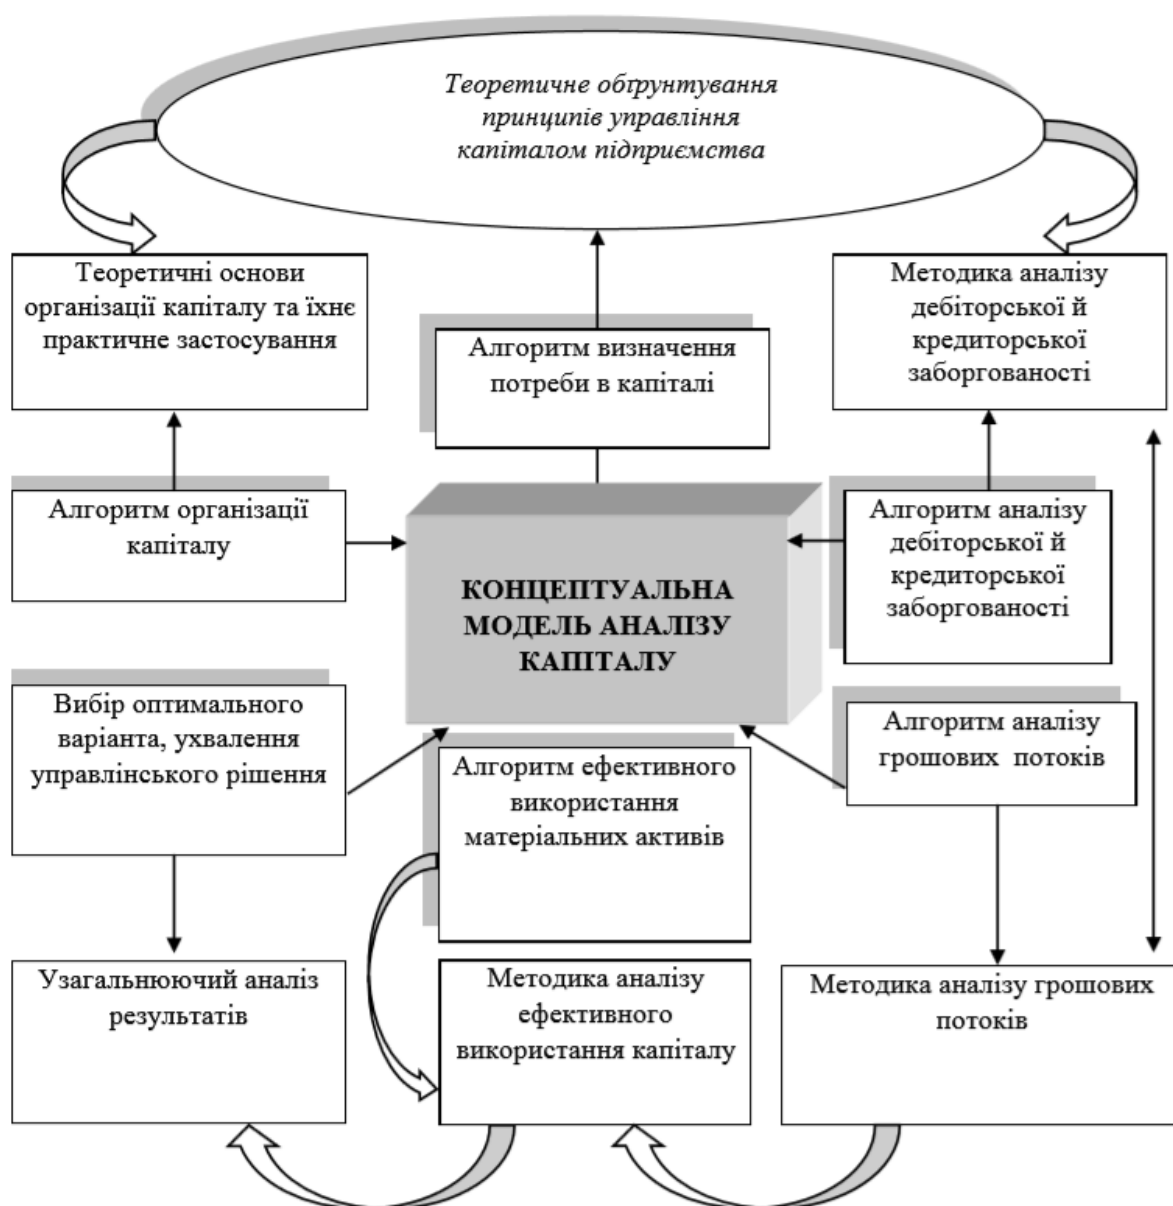 Теоретичне обґрунтування
принципів управління
капіталом підприємства
Теоретичні основи
організації капіталу та їхнє
практичне застосування
Алгоритм визначення
потреби в капіталі
Методика аналізу
дебіторської й
кредиторської
заборгованості
Алгоритм організації
капіталу
КОНЦЕПТУАЛЬНА
МОДЕЛЬ АНАЛІЗУ
КАПІТАЛУ
Алгоритм аналізу
дебіторської й
кредиторської
заборгованості
Вибір оптимального
варіанта, ухвалення
управлінського рішення
Алгоритм ефективного
використання
матеріальних активів
Алгоритм аналізу
грошових потоків
Узагальнюючий аналіз
результатів
Методика аналізу
ефективного
використання капіталу
Методика аналізу грошових
потоків